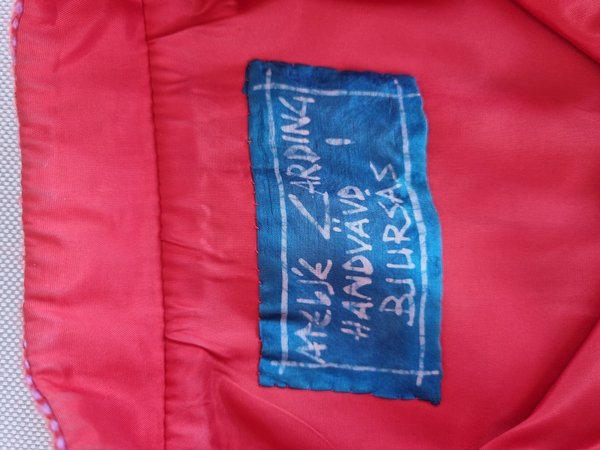 ATELJÉ ZARDING
HANDVÄVD I
BJURSÅS